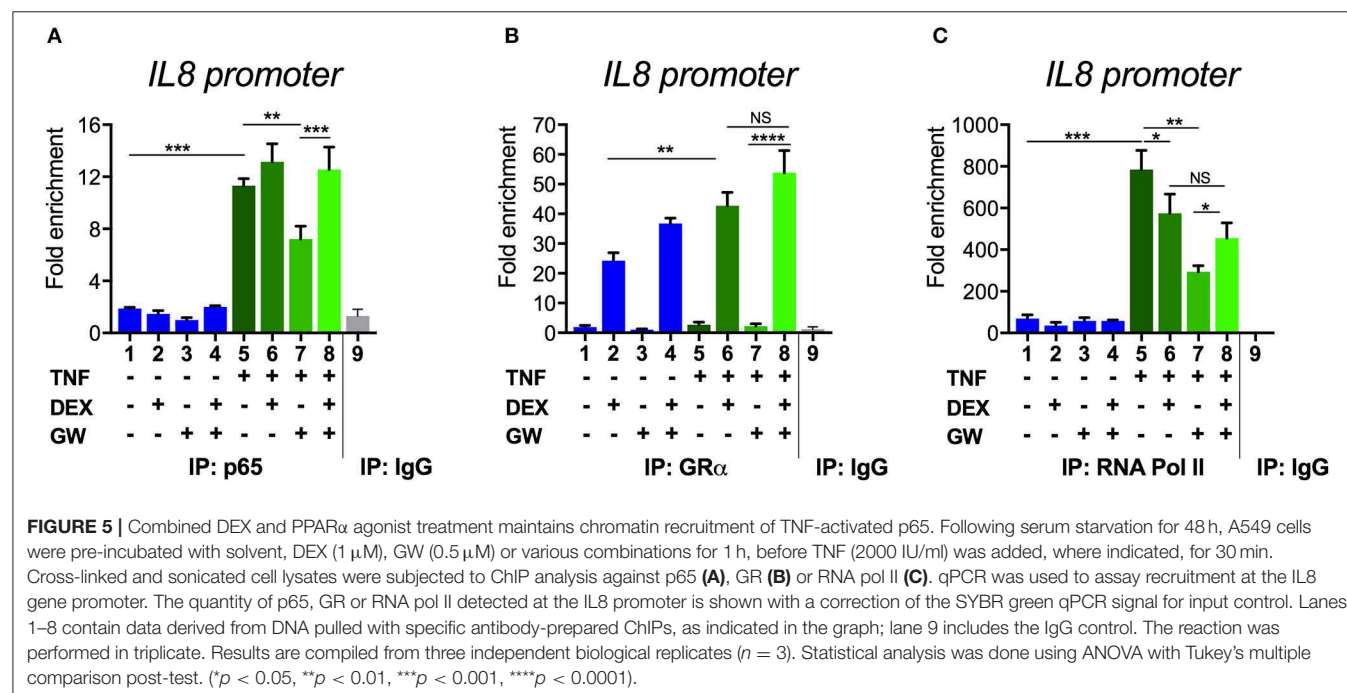 A
IL8 promoter
Fold enrichment
16
12
8
4
0
***
**
***
1 2 3 4 5 6 7 8 9
TNF - - - - + + + +
DEX - + - + - + - +
GW - - + + - - + +
IP: p65 IP: IgG
B
IL8 promoter
Fold enrichment
70
60
50
40
30
20
10
0
**
NS
****
1 2 3 4 5 6 7 8 9
TNF - - - - + + + +
DEX - + - + - + - +
GW - - + + - - + +
IP: GRα IP: IgG
C
IL8 promoter
Fold enrichment
1000
800
600
400
200
0
***
**
*
NS
*
1 2 3 4 5 6 7 8 9
TNF - - - - + + + +
DEX - + - + - + - +
GW - - + + - - + +
IP: RNA Pol II IP: IgG
FIGURE 5 | Combined DEX and PPARα agonist treatment maintains chromatin recruitment of TNF-activated p65. Following serum starvation for 48 h, A549 cells
were pre-incubated with solvent, DEX (1 μM), GW (0.5 μM) or various combinations for 1 h, before TNF (2000 IU/ml) was added, where indicated, for 30 min.
Cross-linked and sonicated cell lysates were subjected to ChIP analysis against p65 (A), GR (B) or RNA pol II (C). qPCR was used to assay recruitment at the IL8
gene promoter. The quantity of p65, GR or RNA pol II detected at the IL8 promoter is shown with a correction of the SYBR green qPCR signal for input control. Lanes
1–8 contain data derived from DNA pulled with specific antibody-prepared ChIPs, as indicated in the graph; lane 9 includes the IgG control. The reaction was
performed in triplicate. Results are compiled from three independent biological replicates (n = 3). Statistical analysis was done using ANOVA with Tukey's multiple
comparison post-test. (*p < 0.05, **p < 0.01, ***p < 0.001, ****p < 0.0001).